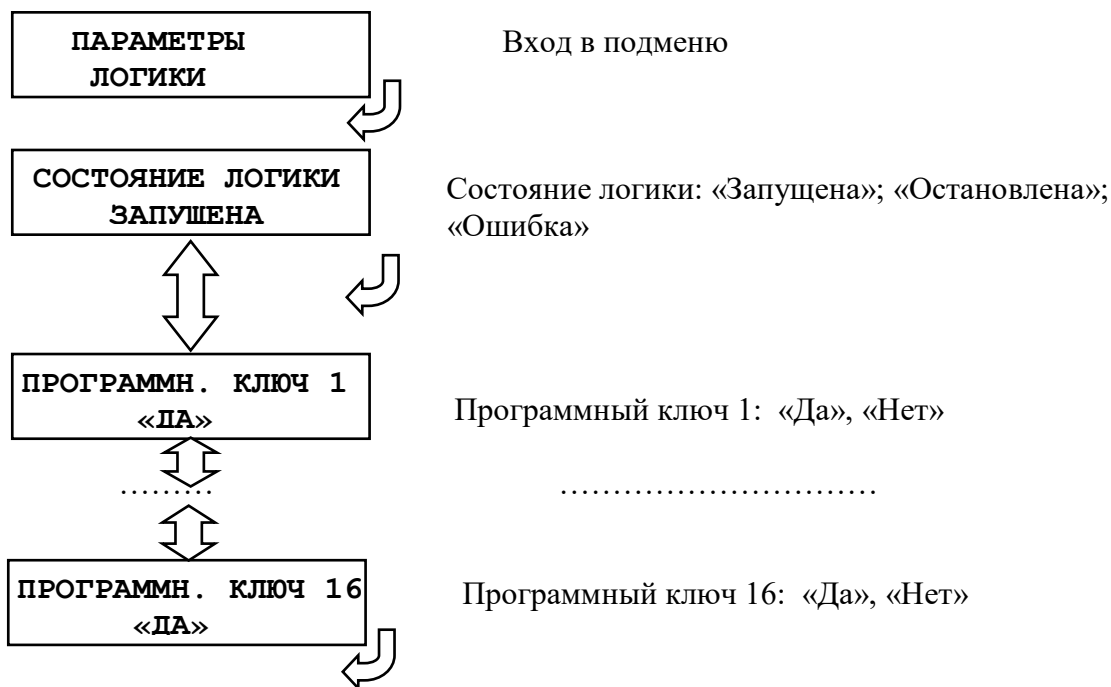 ПАРАМЕТРЫ
ЛОГИКИ
Вход в подменю
СОСТОЯНИЕ ЛОГИКИ
ЗАПУШЕНА
Состояние логики: «Запущена»; «Остановлена»;
«Ошибка»
ПРОГРАММН. КЛЮЧ 1
«ДА»
Программный ключ 1: «Да», «Нет»
………
…………………………
ПРОГРАММН. КЛЮЧ 16
«ДА»
Программный ключ 16: «Да», «Нет»